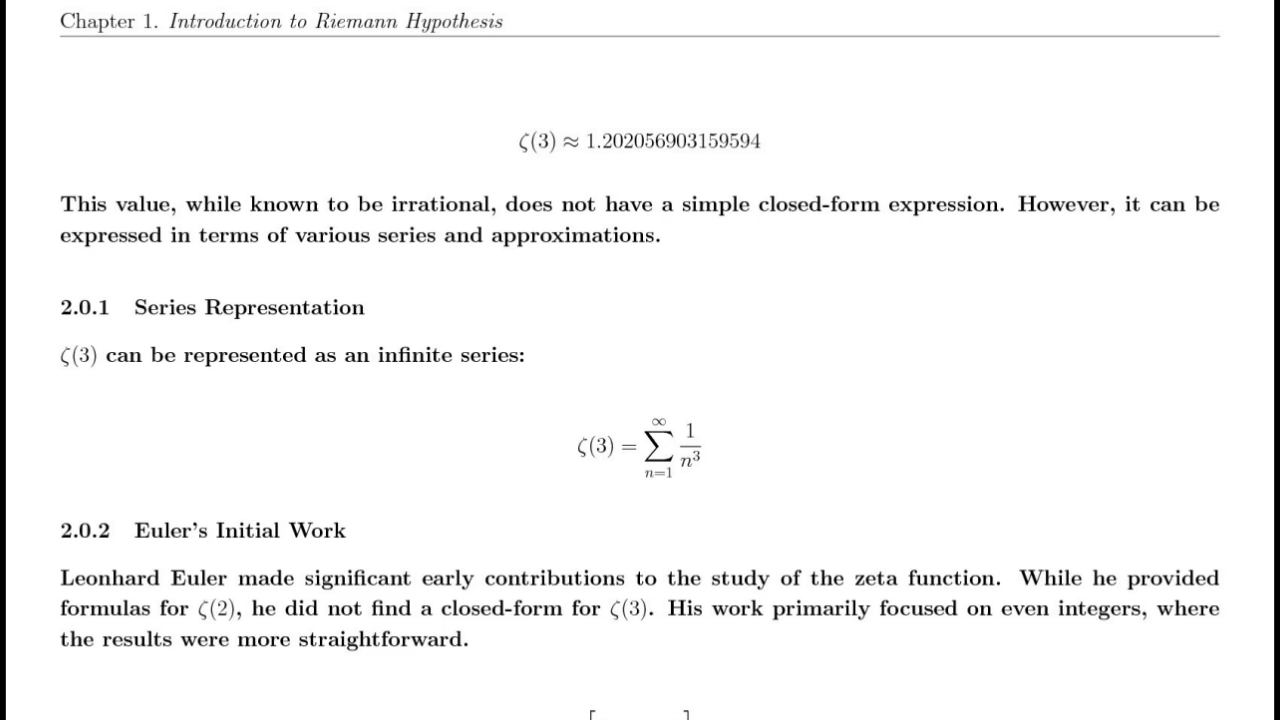 Chapter 1. Introduction to Riemann Hypothesis
ζ(3) ≈ 1.202056903159594
This value, while known to be irrational, does not have a simple closed-form expression. However, it can be
expressed in terms of various series and approximations.
2.0.1 Series Representation
ζ(3) can be represented as an infinite series:
ζ(3) = ∑_{n=1}^{∞} 1/n³
2.0.2 Euler's Initial Work
Leonhard Euler made significant early contributions to the study of the zeta function. While he provided
formulas for ζ(2), he did not find a closed-form for ζ(3). His work primarily focused on even integers, where
the results were more straightforward.